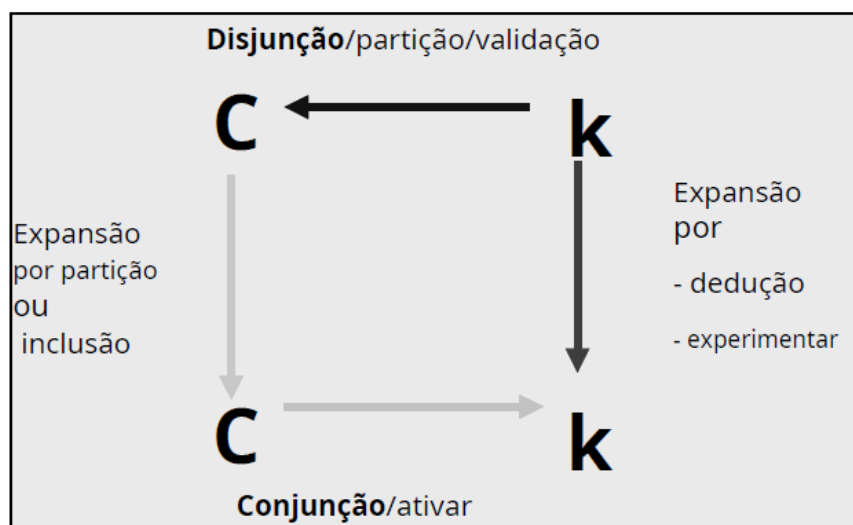 Disjunção/partição/validação
C
k
Expansão
por partição
ou
inclusão
Expansão
por
- dedução
- experimentar
C
k
Conjunção/ativar